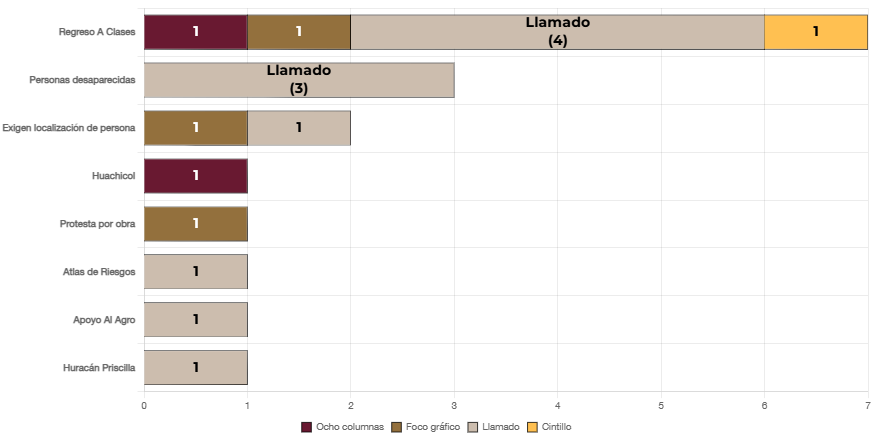 Regreso A Clases
1
1
Llamado
(4)
1
Personas desaparecidas
Llamado
(3)
Exigen localización de persona
1
1
Huachicol
1
Protesta por obra
1
Atlas de Riesgos
1
Apoyo Al Agro
1
Huracán Priscilla
1
0 1 2 3 4 5 6 7
Ocho columnas Foco gráfico Llamado Cintillo